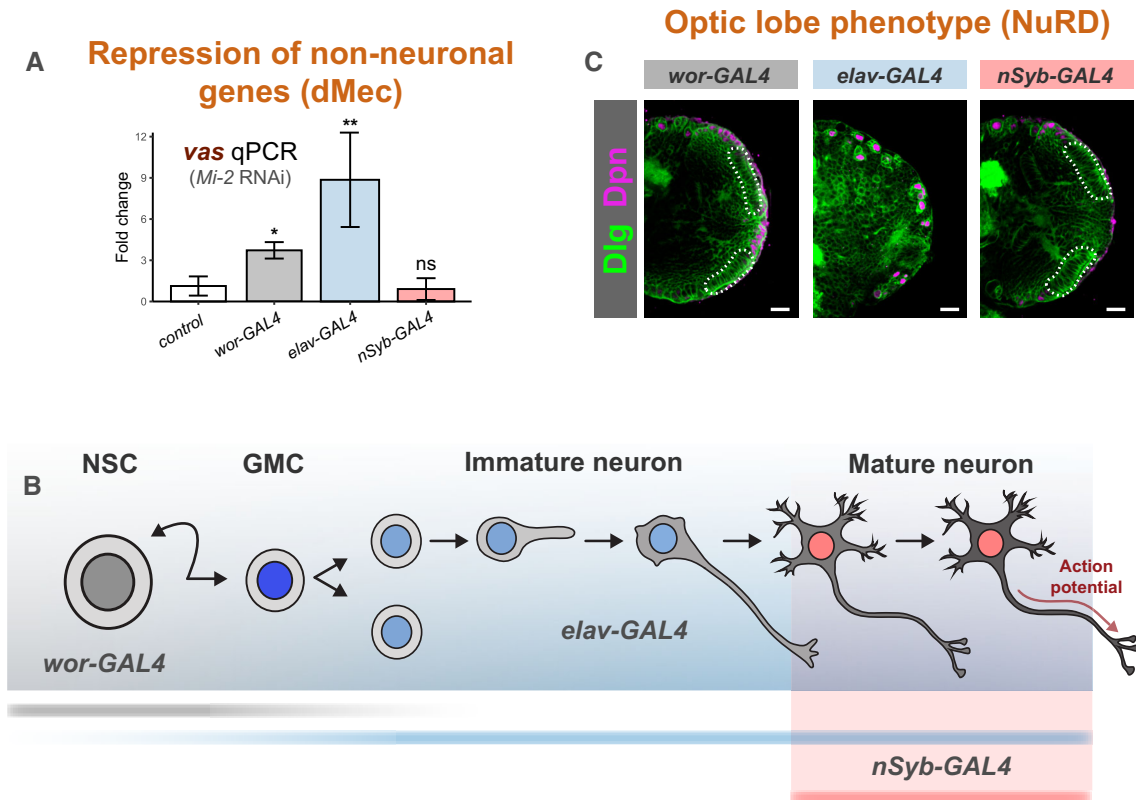 A
Repression of non-neuronal
genes (dMec)
vas qPCR
(Mi-2 RNAi)
Fold change
12
9
6
3
0
*
**
ns
control
wor-GAL4
elav-GAL4
nSyb-GAL4
Optic lobe phenotype (NuRD)
C
wor-GAL4
elav-GAL4
nSyb-GAL4
Dlg Dpn
B
NSC
GMC
Immature neuron
Mature neuron
Action
potential
wor-GAL4
elav-GAL4
nSyb-GAL4